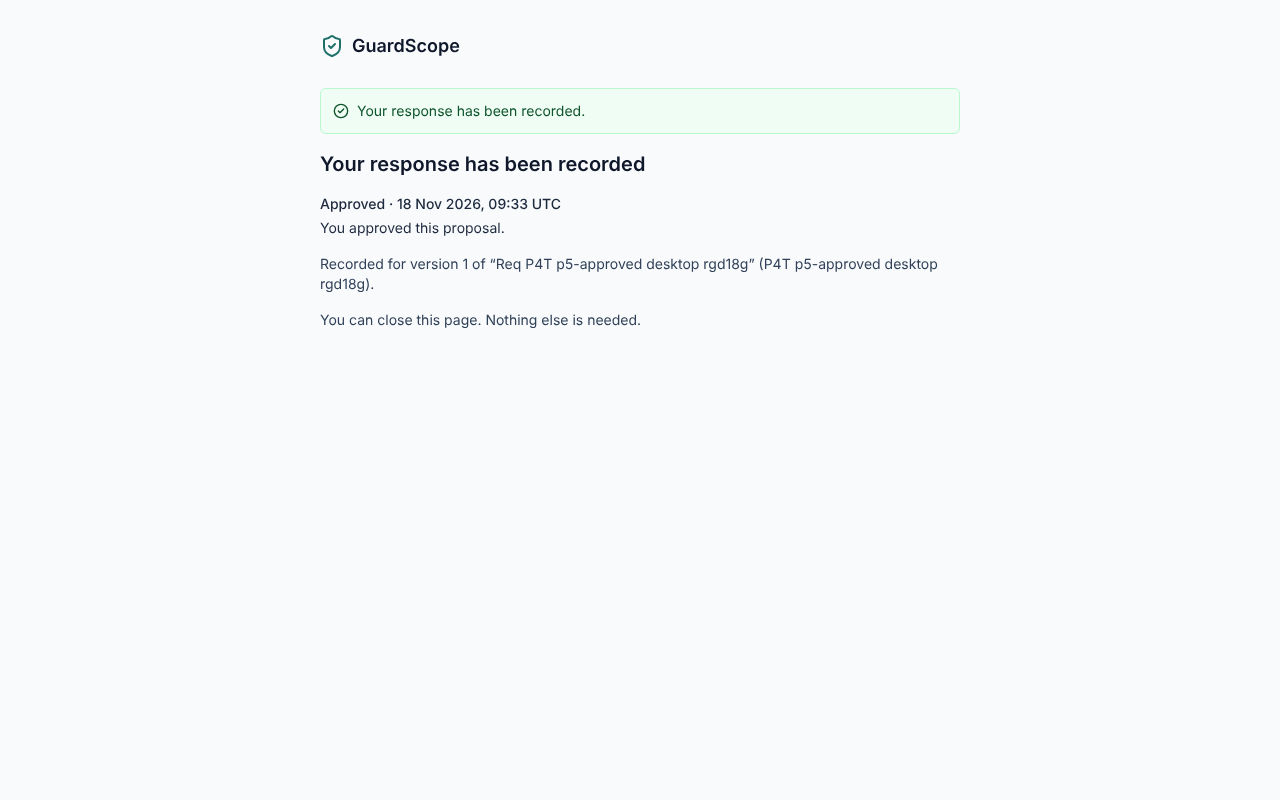 GuardScope
Your response has been recorded.
Your response has been recorded
Approved · 18 Nov 2026, 09:33 UTC
You approved this proposal.
Recorded for version 1 of “Req P4T p5-approved desktop rgd18g” (P4T p5-approved desktop
rgd18g).
You can close this page. Nothing else is needed.